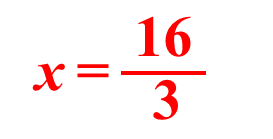 x = 16/3